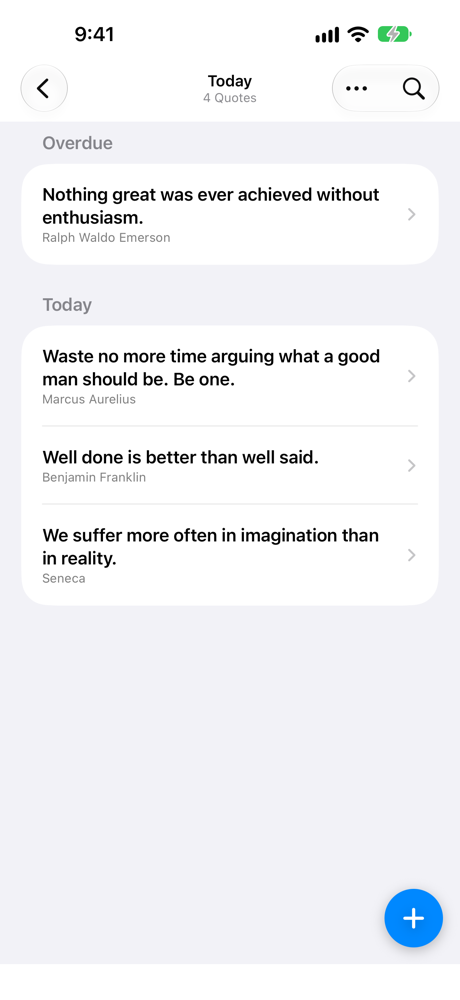 9:41
Today
4 Quotes
Overdue
Nothing great was ever achieved without
enthusiasm.
Ralph Waldo Emerson
Today
Waste no more time arguing what a good
man should be. Be one.
Marcus Aurelius
Well done is better than well said.
Benjamin Franklin
We suffer more often in imagination than
in reality.
Seneca